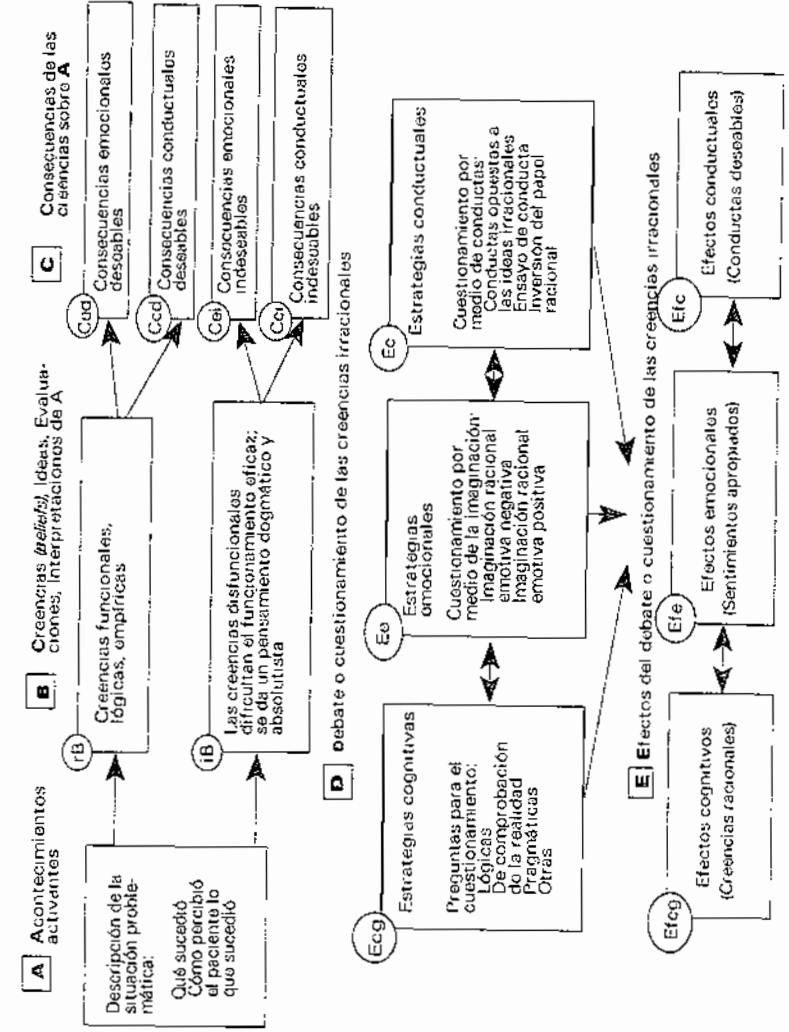 A Acontecimientos
activantes
Descripción de la
situación proble-
mática:
Qué sucedió
Cómo percibió
el paciente lo
que sucedió
B Creencias (beliefs), Ideas, Evalua-
ciones, Interpretaciones de A
rB
Creencias funcionales,
lógicas, empíricas
iB
Las creencias disfuncionales
dificultan el funcionamiento eficaz;
se da un pensamiento dogmático y
absolutista
C Consecuencias de las
creencias sobre A
Ced
Consecuencias emocionales
deseables
Ccd
Consecuencias conductuales
deseables
Cei
Consecuencias emocionales
indeseables
Cci
Consecuencias conductuales
indeseables
D Debate o cuestionamiento de las creencias irracionales
Ecg
Estrategias cognitivas
Preguntas para el
cuestionamiento:
Lógicas
De comprobación
de la realidad
Pragmáticas
Otras
Ee
Estrategias
emocionales
Cuestionamiento por
medio de la imaginación:
Imaginación racional
emotiva negativa
Imaginación racional
emotiva positiva
Ec
Estrategias conductuales
Cuestionamiento por
medio de conductas:
Conductas opuestas a
las ideas irracionales
Ensayo de conducta
Inversión del papel
racional
E Efectos del debate o cuestionamiento de las creencias irracionales
Efcg
Efectos cognitivos
(Creencias racionales)
Efe
Efectos emocionales
(Sentimientos apropiados)
Efc
Efectos conductuales
(Conductas deseables)